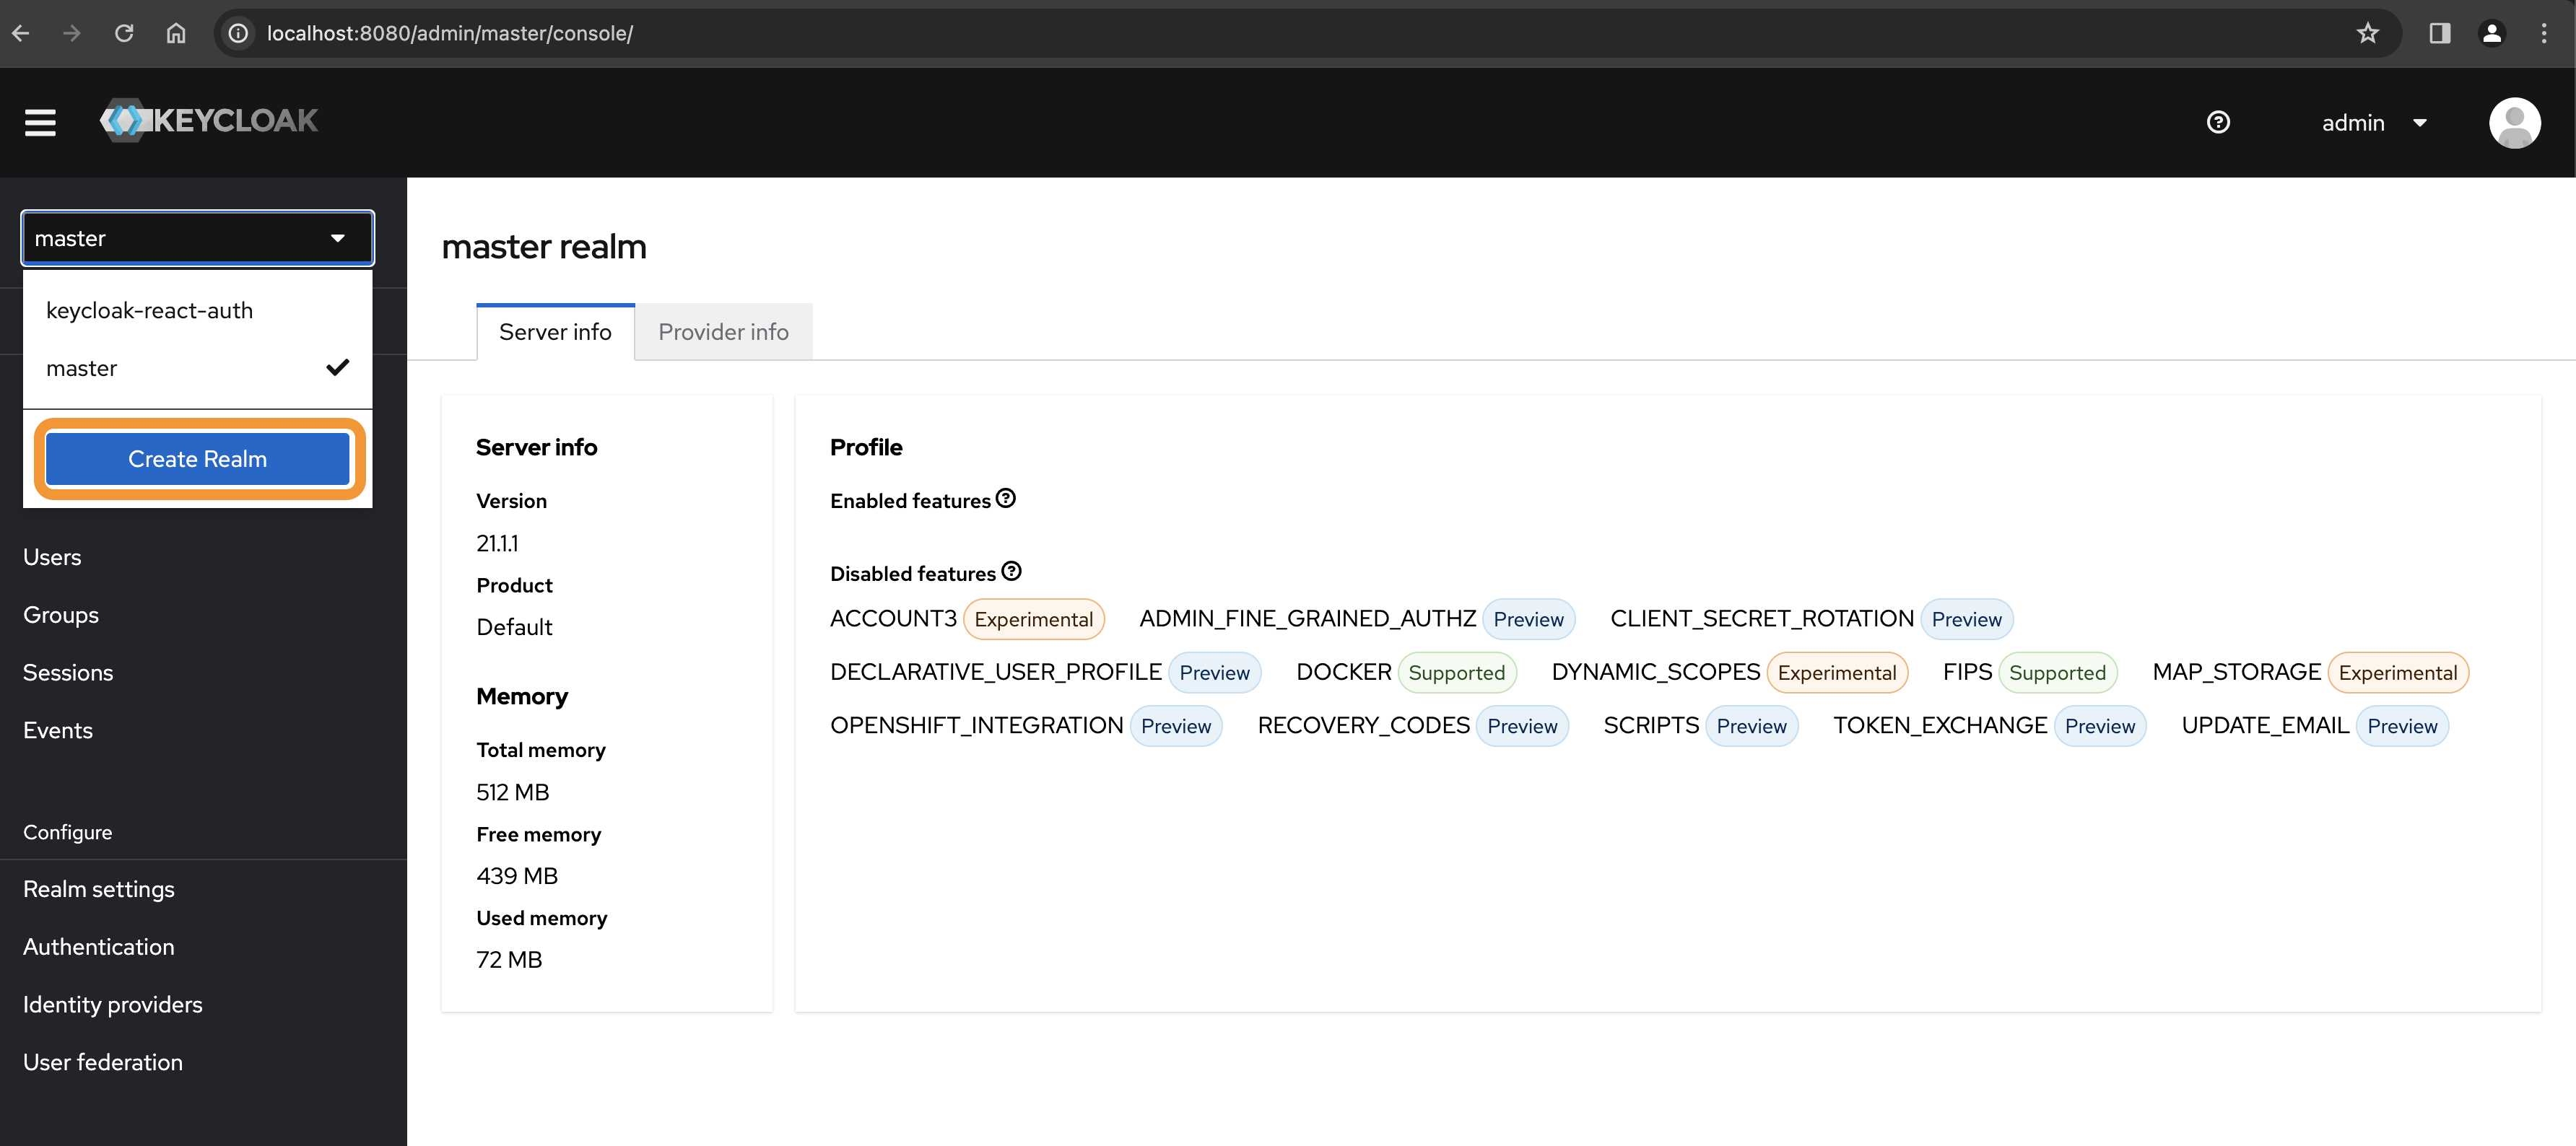 localhost:8080/admin/master/console/
KEYCLOAK
admin
master
keycloak-react-auth
master
Create Realm
Users
Groups
Sessions
Events
Configure
Realm settings
Authentication
Identity providers
User federation
master realm
Server info
Provider info
Server info
Version
21.1.1
Product
Default
Memory
Total memory
512 MB
Free memory
439 MB
Used memory
72 MB
Profile
Enabled features
Disabled features
ACCOUNT3 Experimental ADMIN_FINE_GRAINED_AUTHZ Preview CLIENT_SECRET_ROTATION Preview
DECLARATIVE_USER_PROFILE Preview DOCKER Supported DYNAMIC_SCOPES Experimental FIPS Supported MAP_STORAGE Experimental
OPENSHIFT_INTEGRATION Preview RECOVERY_CODES Preview SCRIPTS Preview TOKEN_EXCHANGE Preview UPDATE_EMAIL Preview